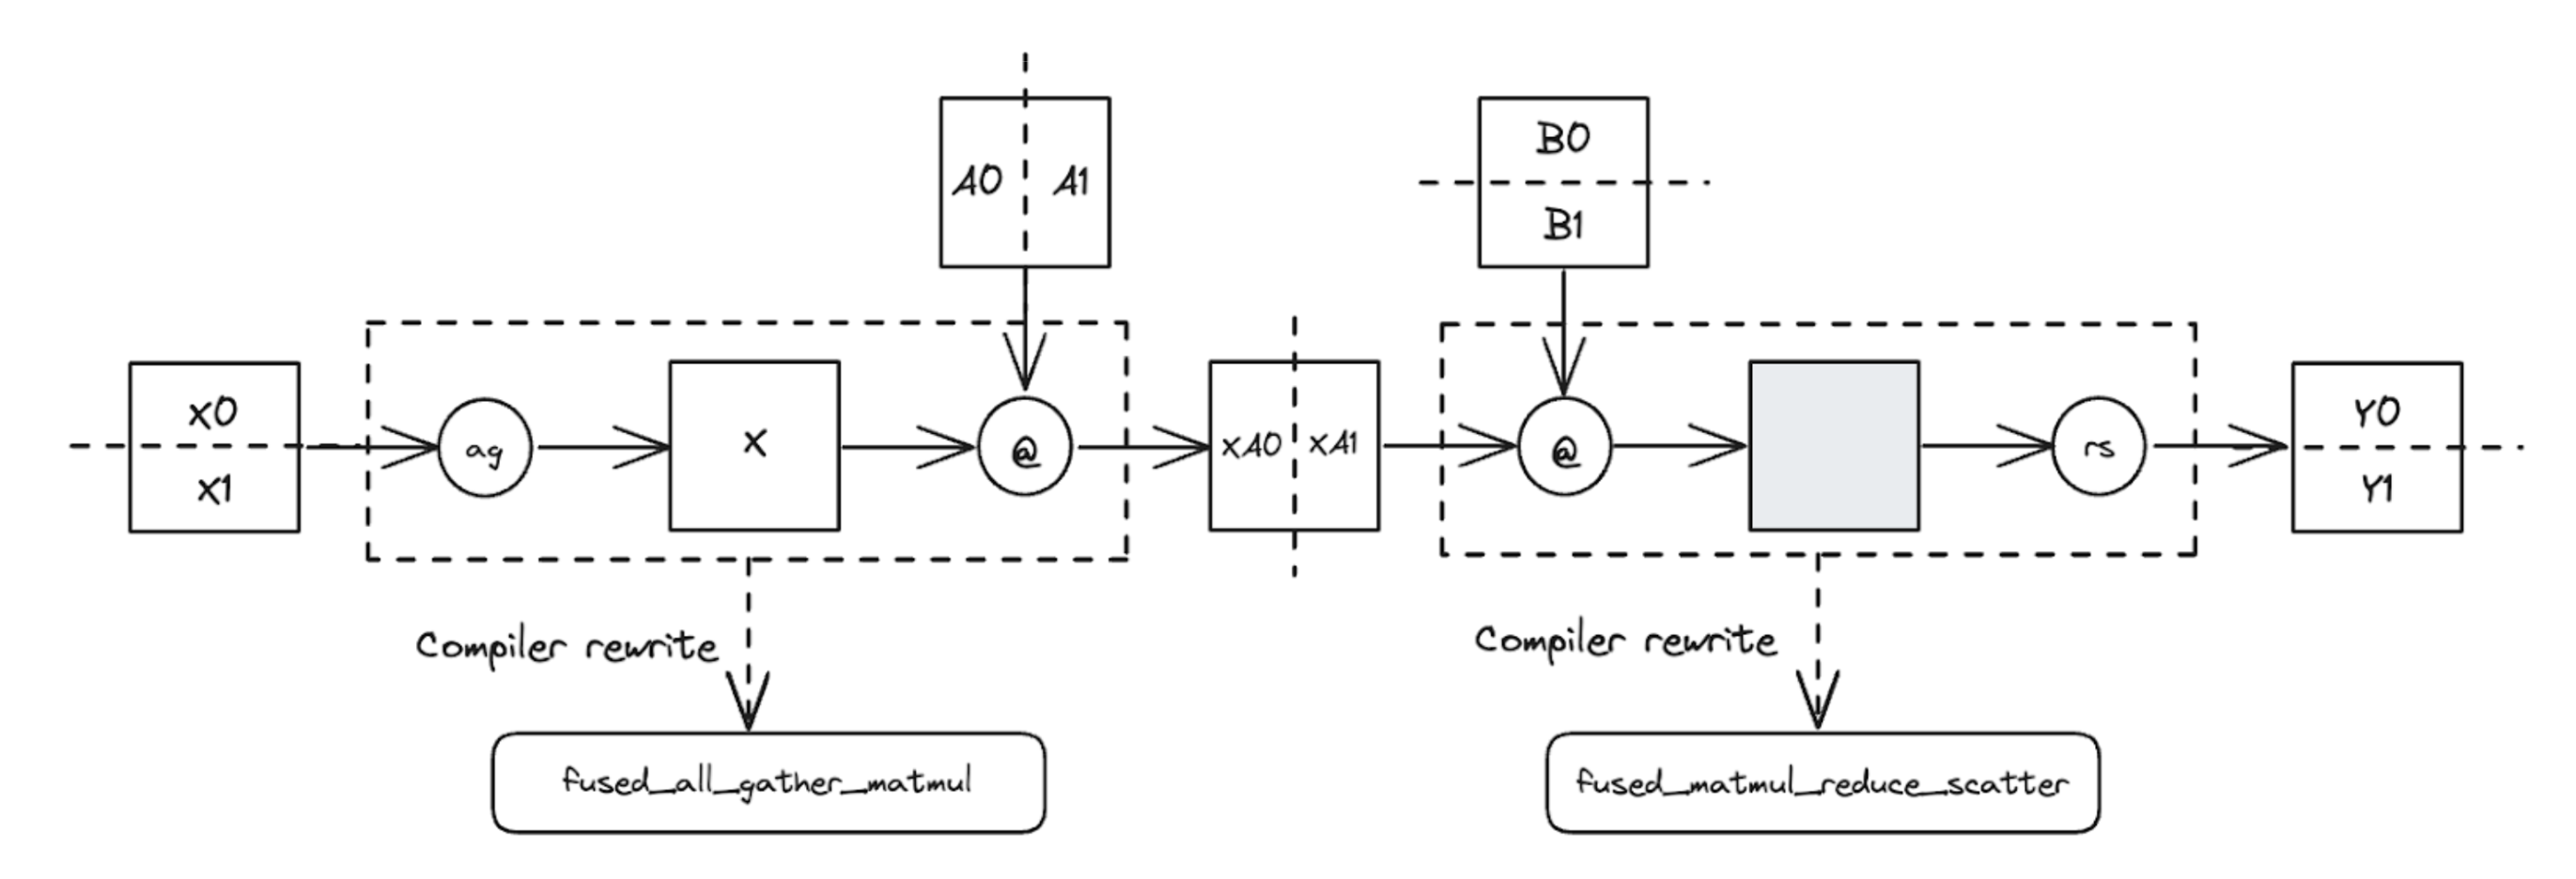 A0 A1
B0
B1
X0
X1
ag
X
@
XA0 XA1
@
rs
Y0
Y1
Compiler rewrite
Compiler rewrite
fused_all_gather_matmul
fused_matmul_reduce_scatter